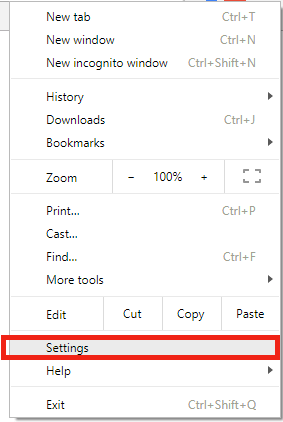 New tab Ctrl+T
New window Ctrl+N
New incognito window Ctrl+Shift+N
History
Downloads Ctrl+J
Bookmarks
Zoom − 100% +
Print... Ctrl+P
Cast...
Find... Ctrl+F
More tools
Edit Cut Copy Paste
Settings
Help
Exit Ctrl+Shift+Q